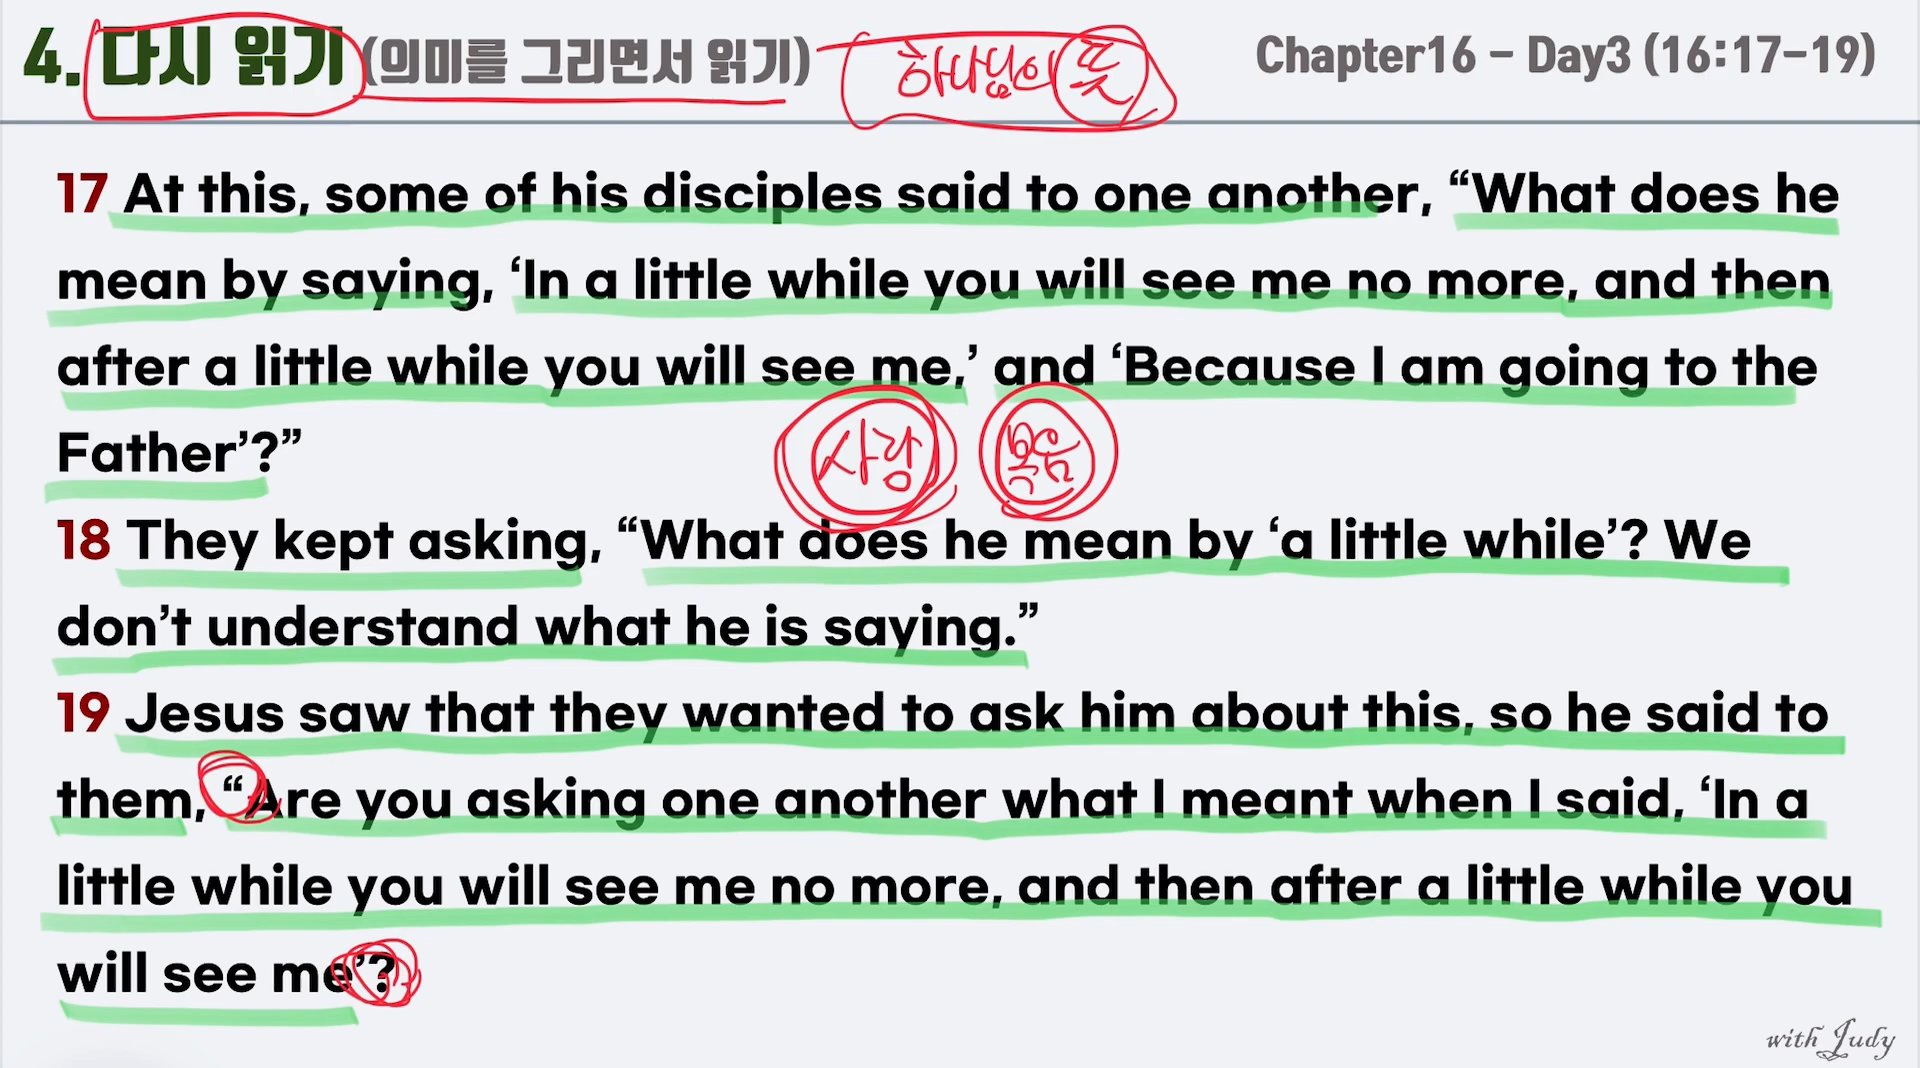 4. 다시 읽기 (의미를 그리면서 읽기) 하나님의 뜻 Chapter16 – Day3 (16:17-19)
17 At this, some of his disciples said to one another, “What does he
mean by saying, ‘In a little while you will see me no more, and then
after a little while you will see me,’ and ‘Because I am going to the
Father’?”
사랑 복음
18 They kept asking, “What does he mean by ‘a little while’? We
don’t understand what he is saying.”
19 Jesus saw that they wanted to ask him about this, so he said to
them, “Are you asking one another what I meant when I said, ‘In a
little while you will see me no more, and then after a little while you
will see me’?
with Judy